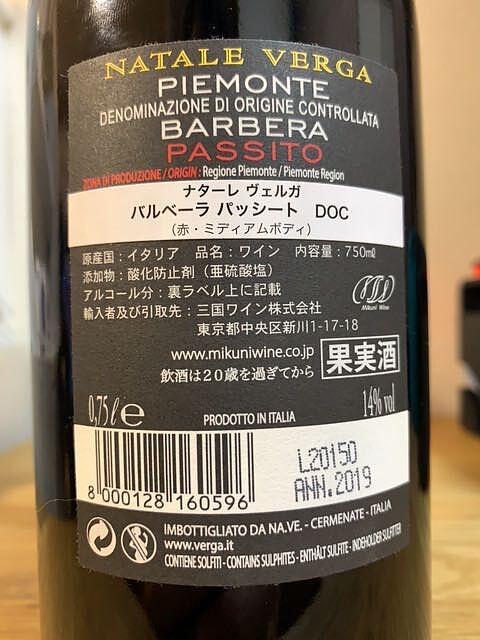 NATALE VERGA
PIEMONTE
DENOMINAZIONE DI ORIGINE CONTROLLATA
BARBERA
PASSITO
ZONA DI PRODUZIONE / ORIGIN : Regione Piemonte / Piemonte Region
ナターレ ヴェルガ
バルベーラ パッシート DOC
(赤・ミディアムボディ)
原産国：イタリア 品名：ワイン 内容量：750mℓ
添加物：酸化防止剤（亜硫酸塩）
アルコール分：裏ラベル上に記載
Mikuni Wine
輸入者及び引取先：三国ワイン株式会社
東京都中央区新川1-17-18
www.mikuniwine.co.jp
飲酒は20歳を過ぎてから
果実酒
0,75ℓ e
PRODOTTO IN ITALIA
14% vol
L20150
ANN.2019
8 000128 160596
IMBOTTIGLIATO DA NA.VE. - CERMENATE - ITALIA
www.verga.it
CONTIENE SOLFITI - CONTAINS SULPHITES - ENTHÄLT SULFITE - INDEHOLDER SULFITTER